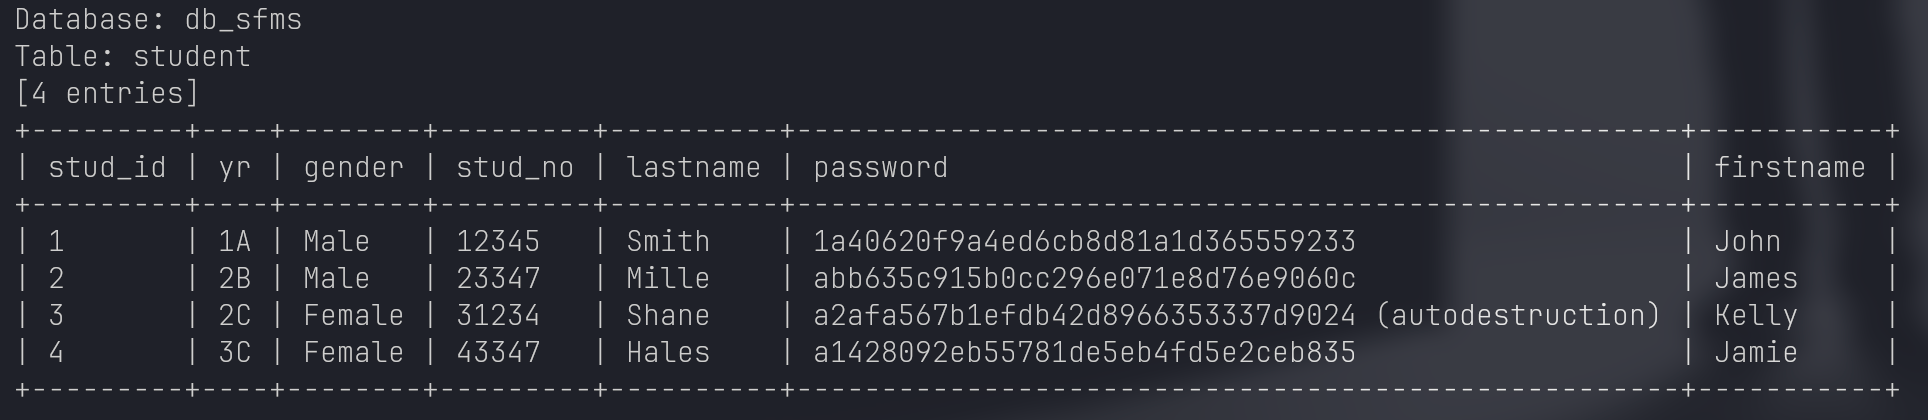 Database: db_sfms
Table: student
[4 entries]
+---------+----+--------+---------+----------+-----------------------------------------------------+-----------+
| stud_id | yr | gender | stud_no | lastname | password                                            | firstname |
+---------+----+--------+---------+----------+-----------------------------------------------------+-----------+
| 1       | 1A | Male   | 12345   | Smith    | 1a40620f9a4ed6cb8d81a1d365559233                    | John      |
| 2       | 2B | Male   | 23347   | Mille    | abb635c915b0cc296e071e8d76e9060c                    | James     |
| 3       | 2C | Female | 31234   | Shane    | a2afa567b1efdb42d8966353337d9024 (autodestruction) | Kelly     |
| 4       | 3C | Female | 43347   | Hales    | a1428092eb55781de5eb4fd5e2ceb835                    | Jamie     |
+---------+----+--------+---------+----------+-----------------------------------------------------+-----------+